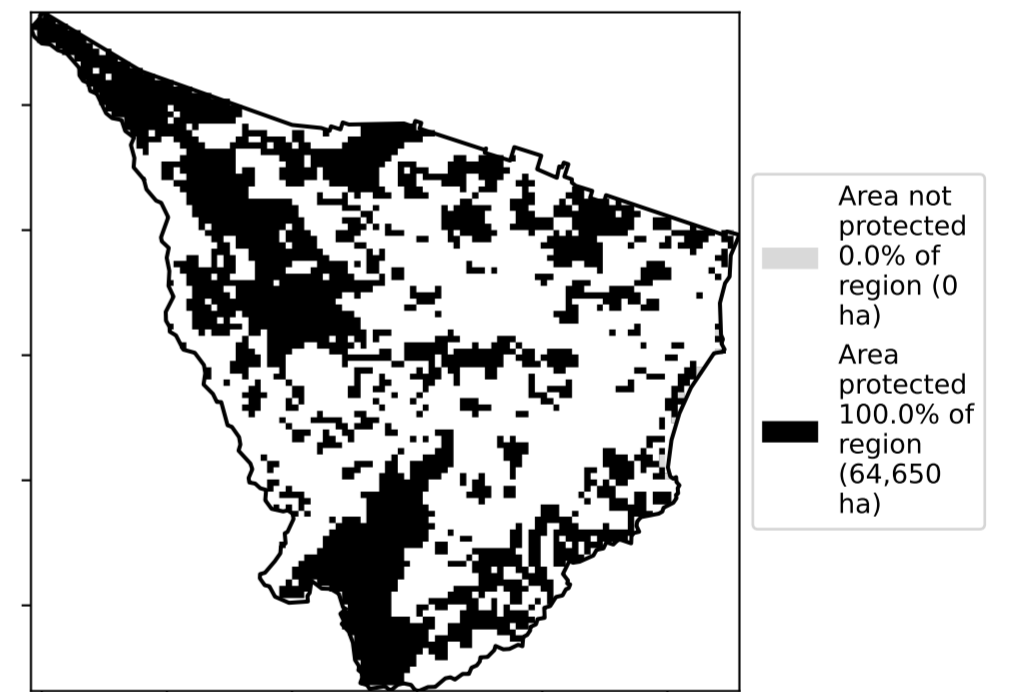 Area not
protected
0.0% of
region (0
ha)
Area
protected
100.0% of
region
(64,650
ha)